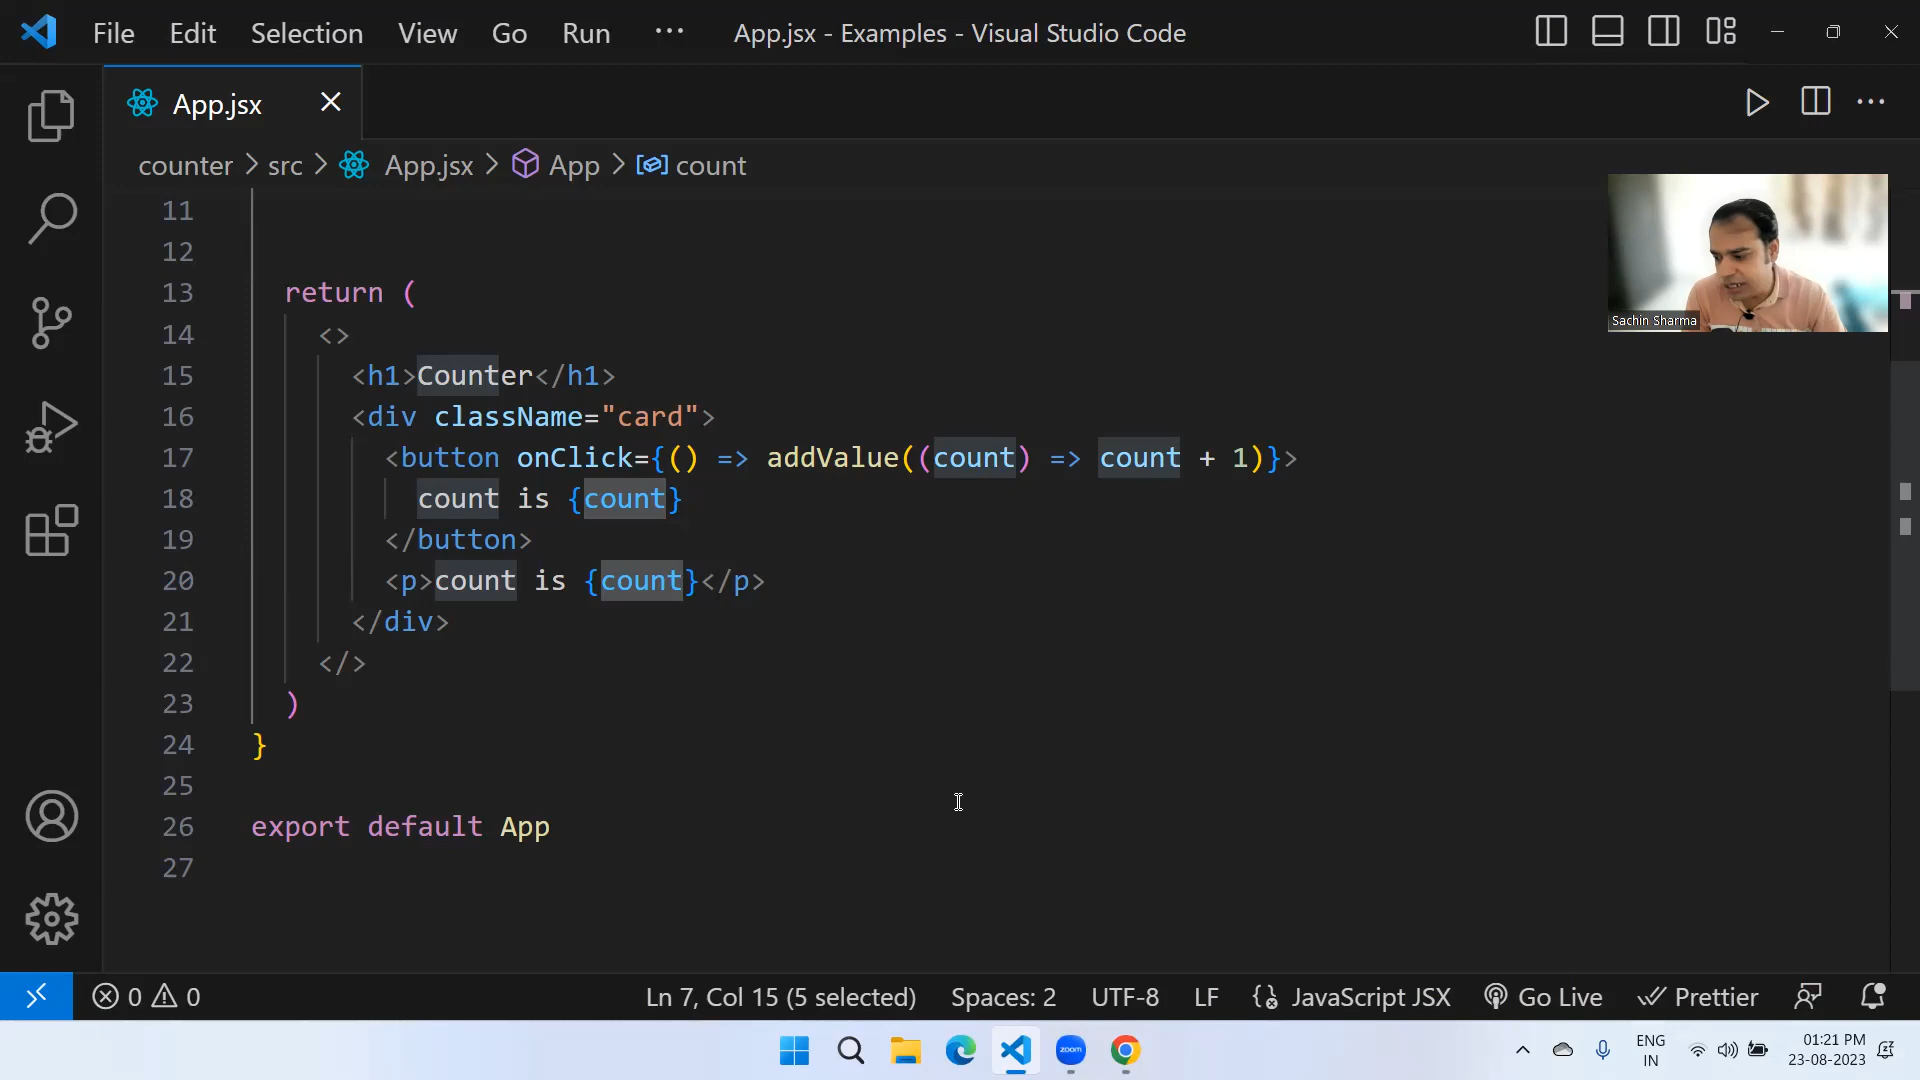 File Edit Selection View Go Run ··· App.jsx - Examples - Visual Studio Code
App.jsx
counter > src > App.jsx > App > count
11
12
13 return (
14 <>
15 <h1>Counter</h1>
16 <div className="card">
17 <button onClick={() => addValue((count) => count + 1)}>
18 count is {count}
19 </button>
20 <p>count is {count}</p>
21 </div>
22 </>
23 )
24 }
25
26 export default App
27
Sachin Sharma
0 0 Ln 7, Col 15 (5 selected) Spaces: 2 UTF-8 LF JavaScript JSX Go Live Prettier
zoom
ENG
IN
01:21 PM
23-08-2023